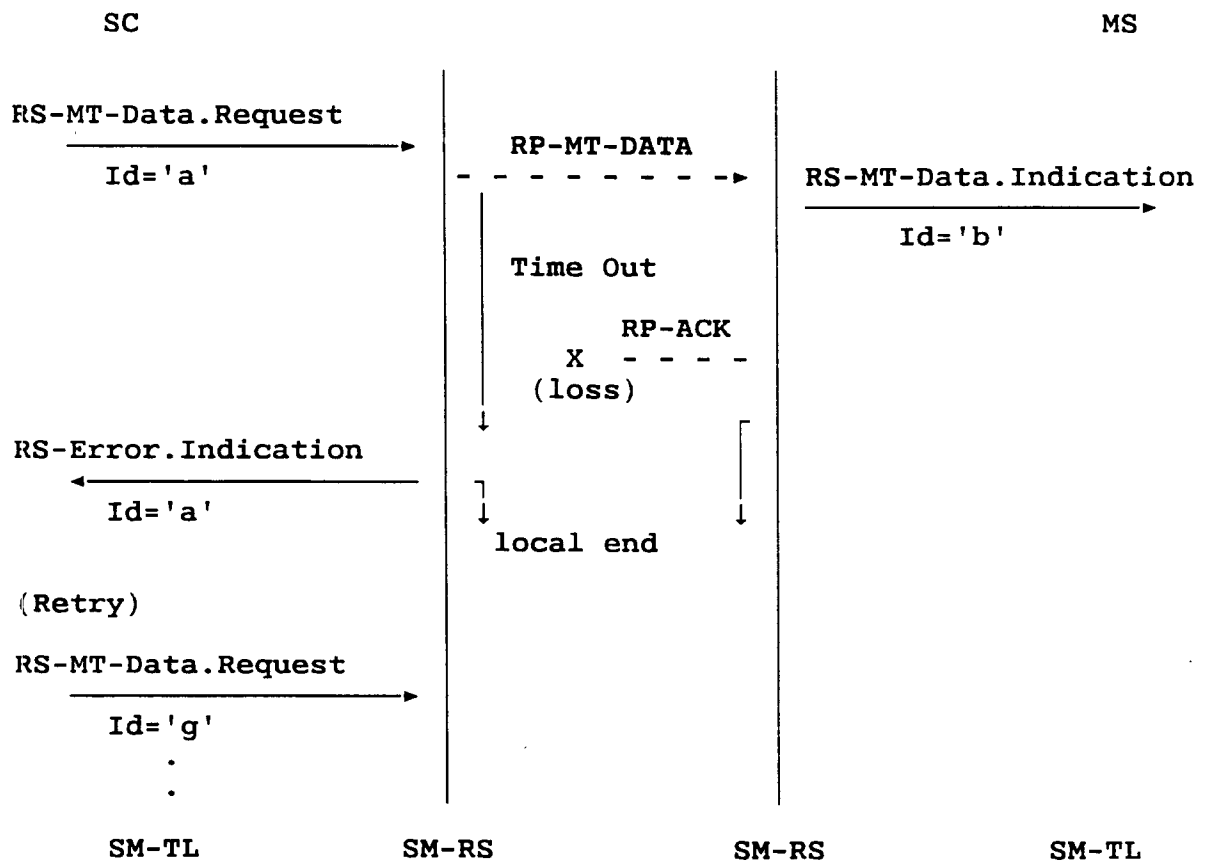 SC MS
RS-MT-Data.Request
RP-MT-DATA
Id='a'
RS-MT-Data.Indication
Id='b'
Time Out
RP-ACK
X
(loss)
RS-Error.Indication
Id='a'
local end
(Retry)
RS-MT-Data.Request
Id='g'
SM-TL SM-RS SM-RS SM-TL